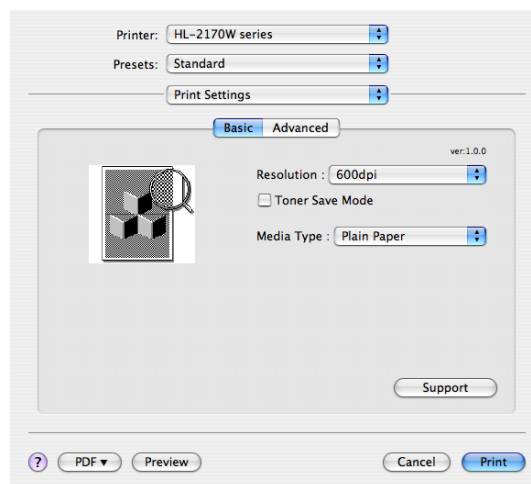 Printer: HL-2170W series
Presets: Standard
Print Settings
Basic Advanced
ver:1.0.0
Resolution : 600dpi
Toner Save Mode
Media Type : Plain Paper
Support
? PDF ▼ Preview Cancel Print